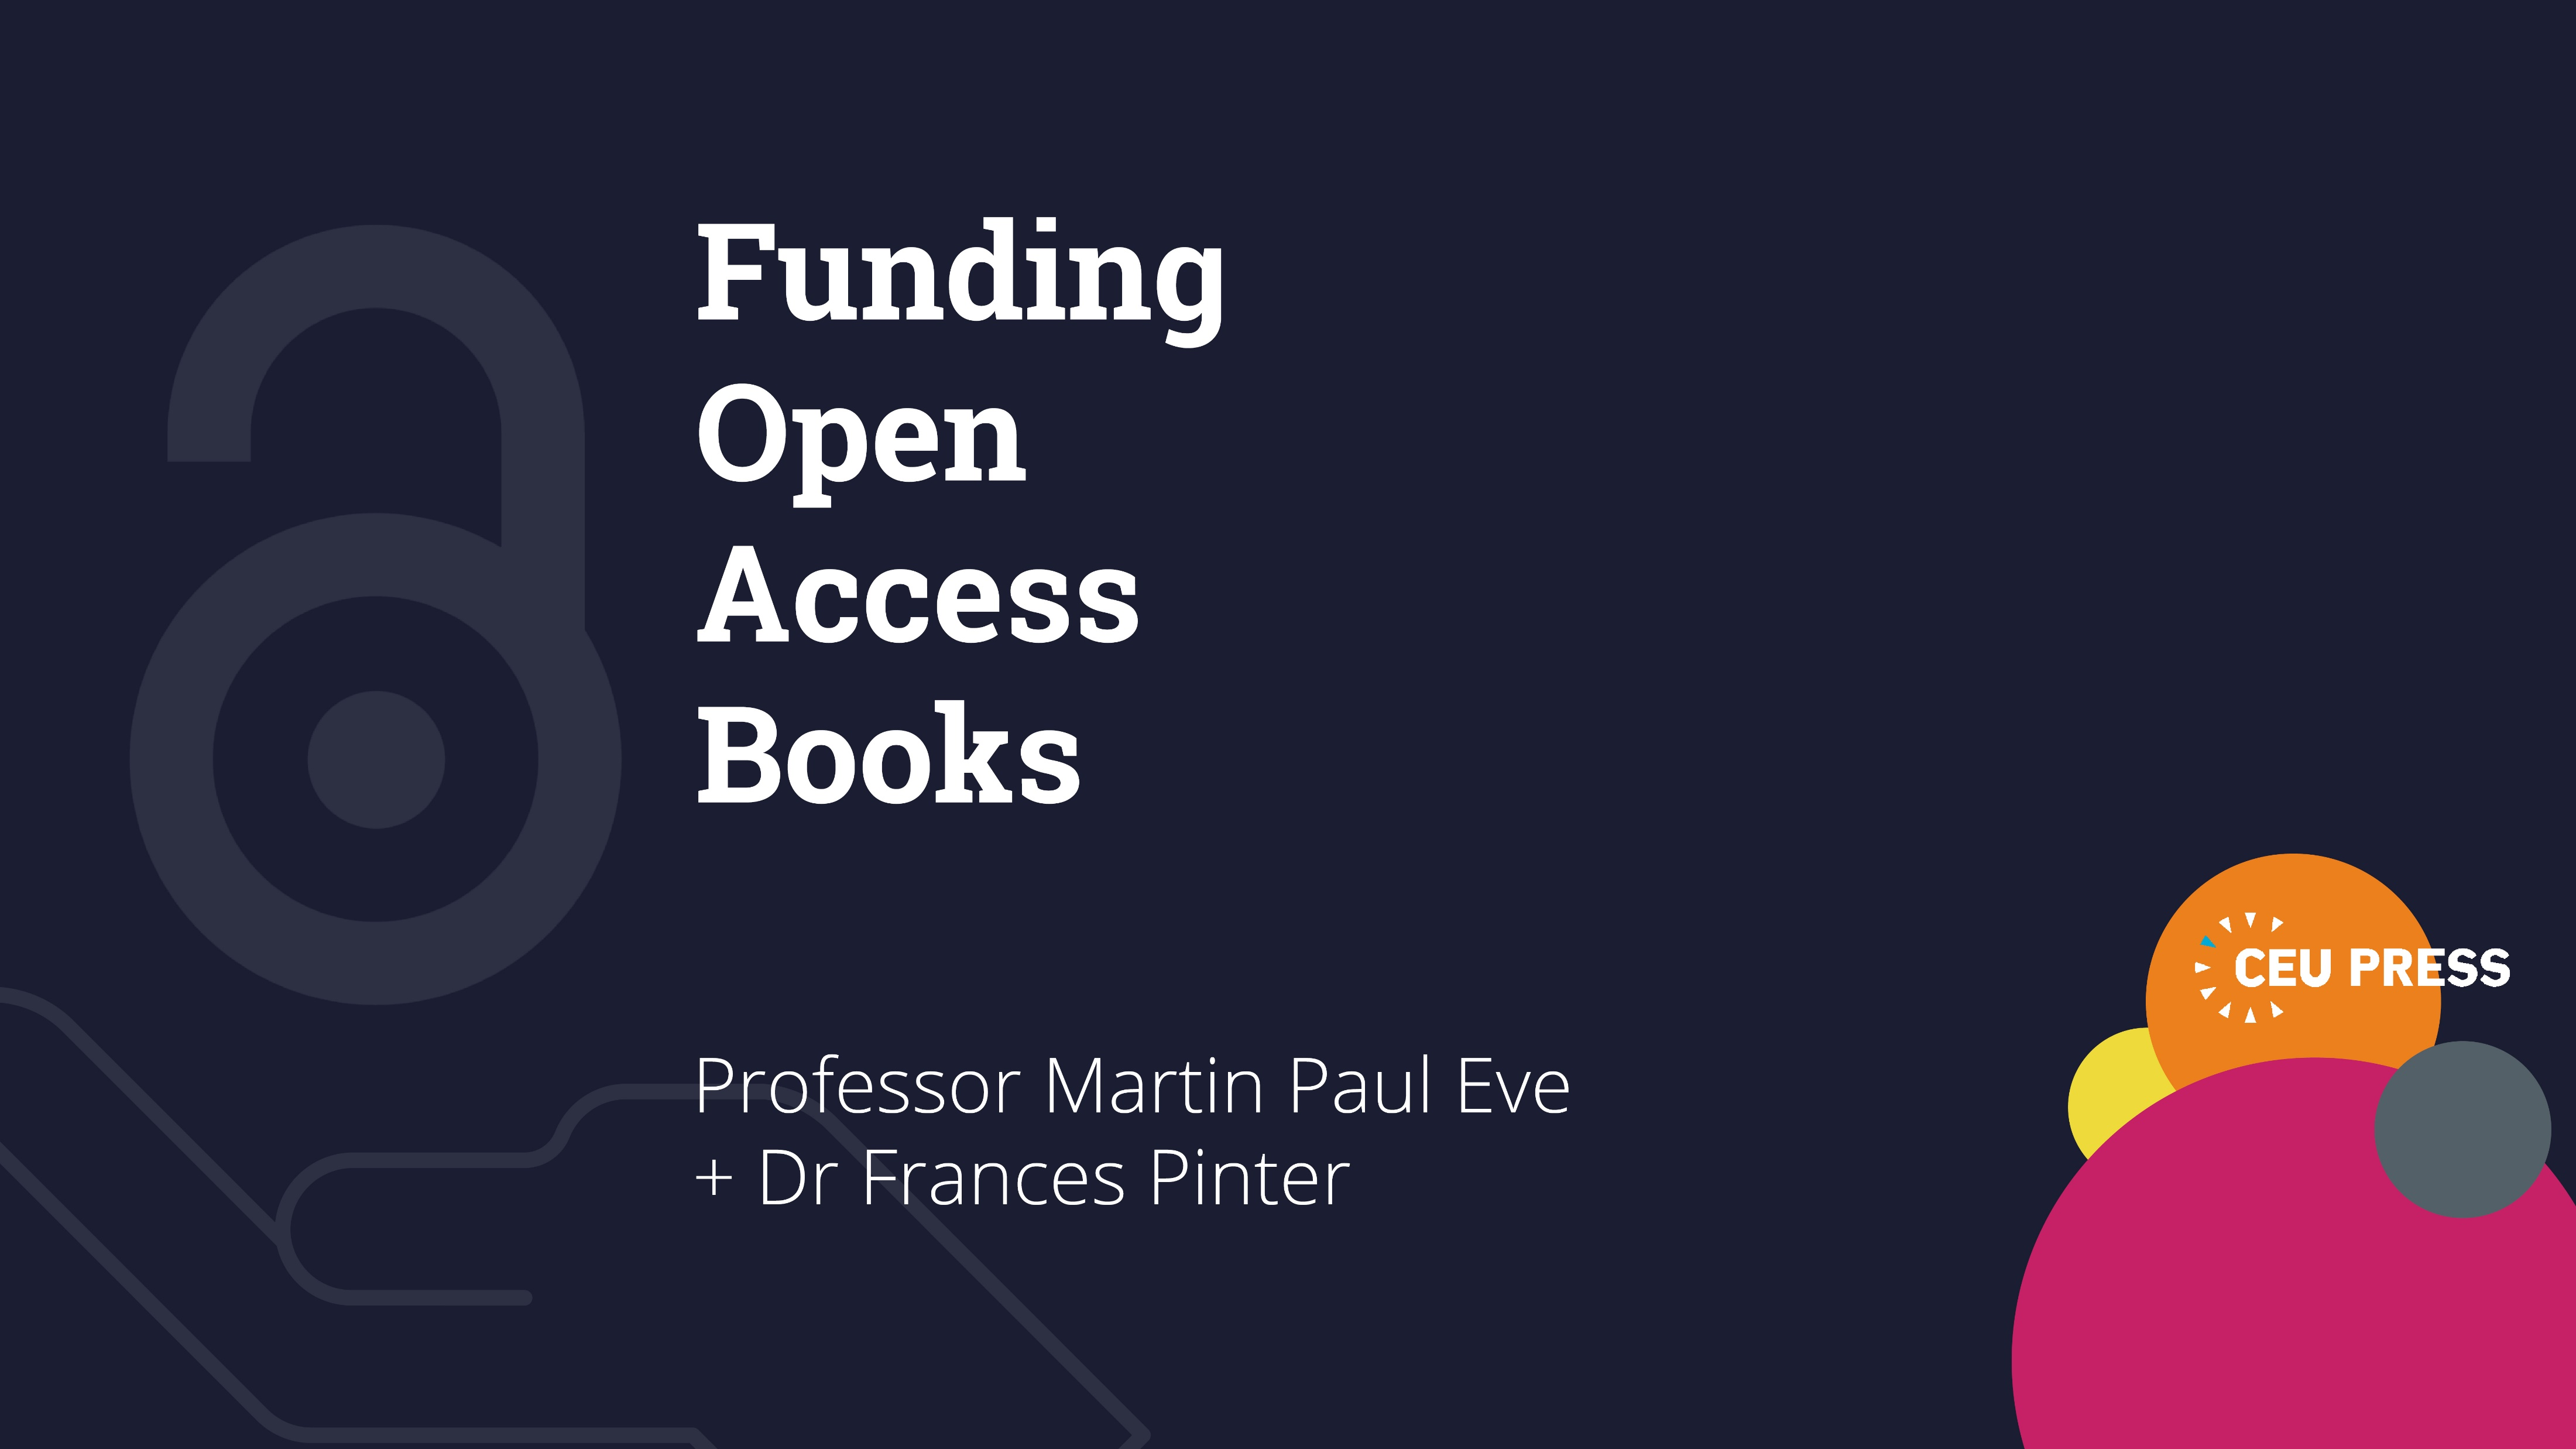 Funding
Open
Access
Books
Professor Martin Paul Eve
+ Dr Frances Pinter
CEU PRESS